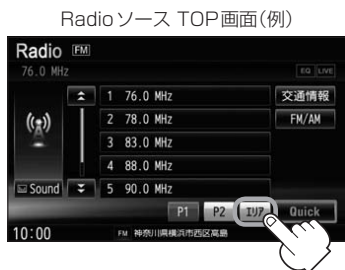 Radioソース TOP画面(例)
Radio FM
76.0 MHz
EQ LIVE
1 76.0 MHz
交通情報
2 78.0 MHz
FM/AM
3 83.0 MHz
4 88.0 MHz
Sound
5 90.0 MHz
P1 P2 エリア Quick
10:00
FM 神奈川県横浜市西区高島